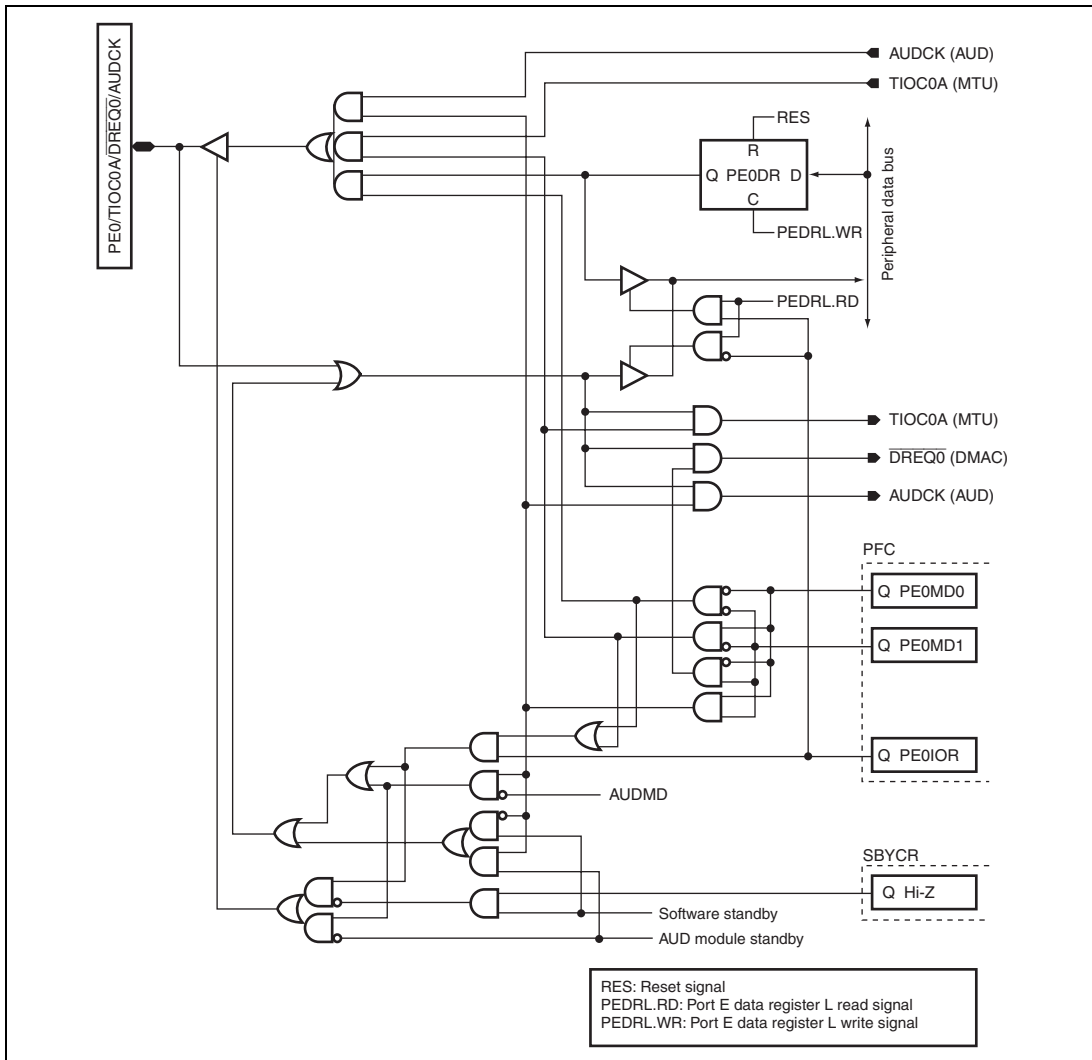 PE0/TIOC0A/DREQ0/AUDCK
AUDCK (AUD)
TIOC0A (MTU)
RES
R
Q PE0DR D
C
PEDRL.WR
Peripheral data bus
PEDRL.RD
TIOC0A (MTU)
DREQ0 (DMAC)
AUDCK (AUD)
PFC
Q PE0MD0
Q PE0MD1
Q PE0IOR
AUDMD
SBYCR
Q Hi-Z
Software standby
AUD module standby
RES: Reset signal
PEDRL.RD: Port E data register L read signal
PEDRL.WR: Port E data register L write signal